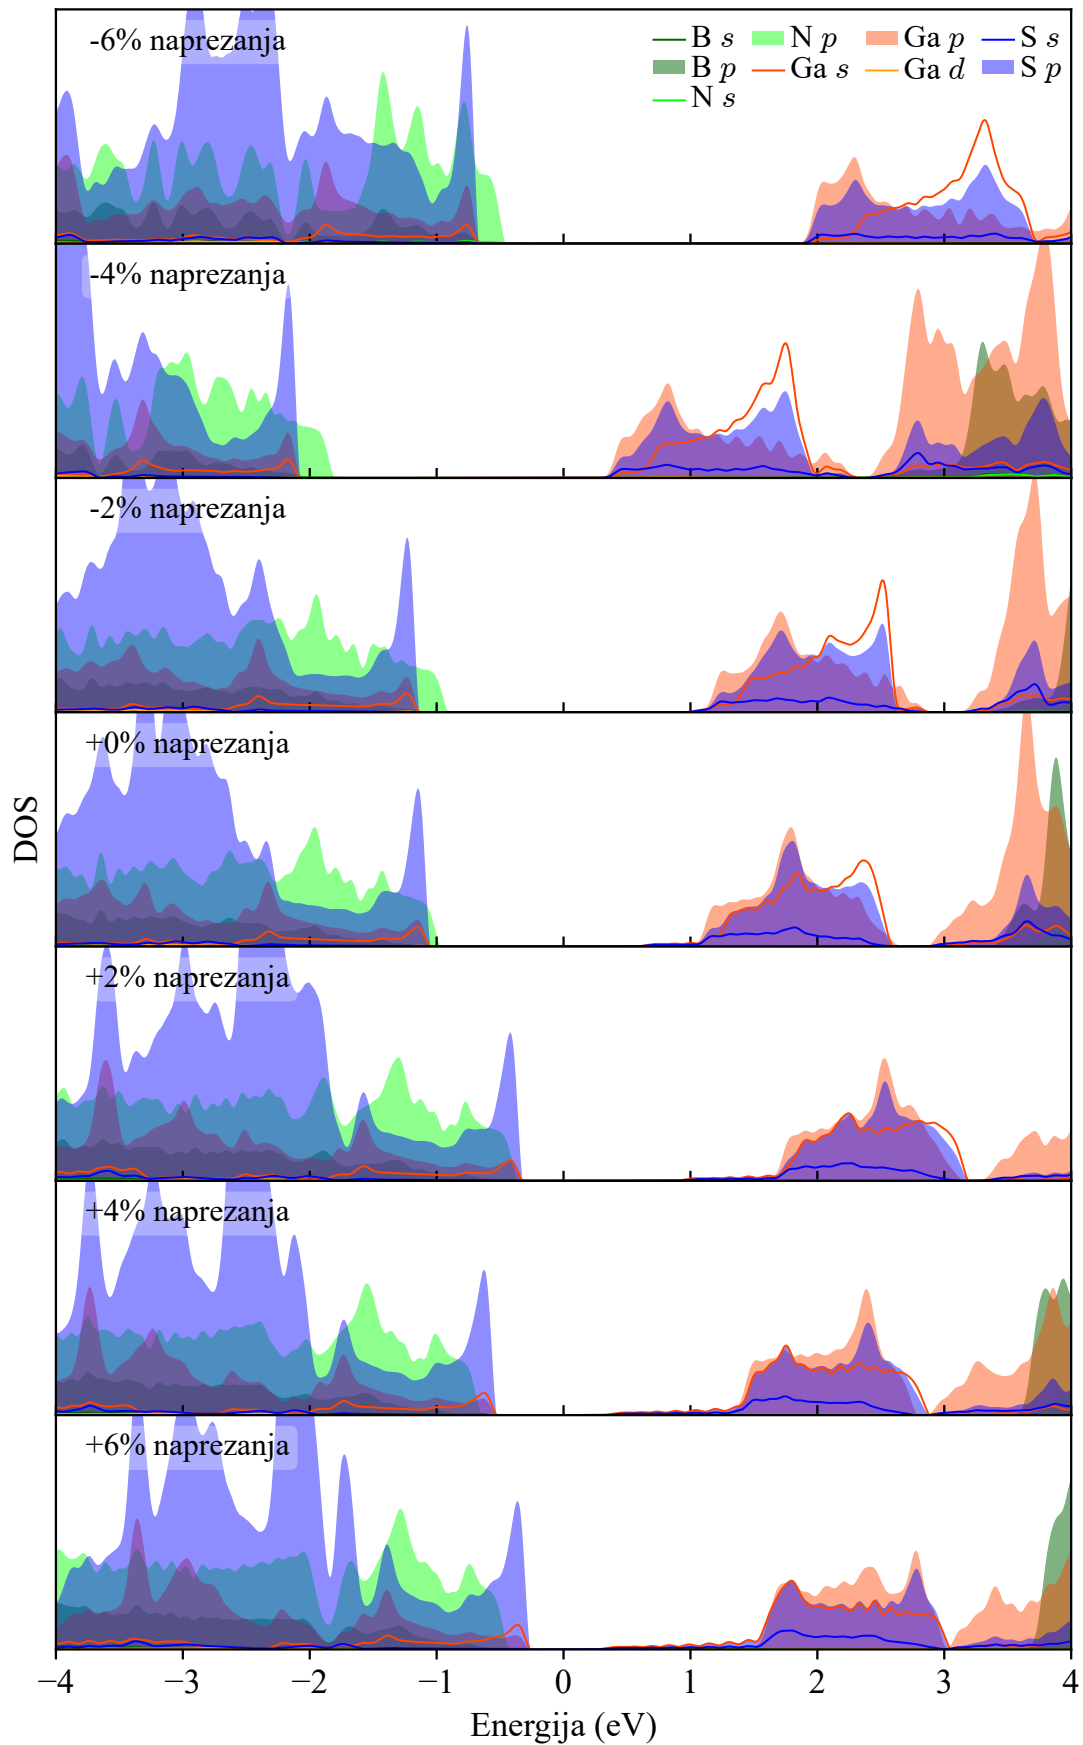 -6% naprezanja
B s
N p
Ga p
S s
B p
Ga s
Ga d
S p
N s
-4% naprezanja
-2% naprezanja
+0% naprezanja
DOS
+2% naprezanja
+4% naprezanja
+6% naprezanja
−4 −3 −2 −1 0 1 2 3 4
Energija (eV)